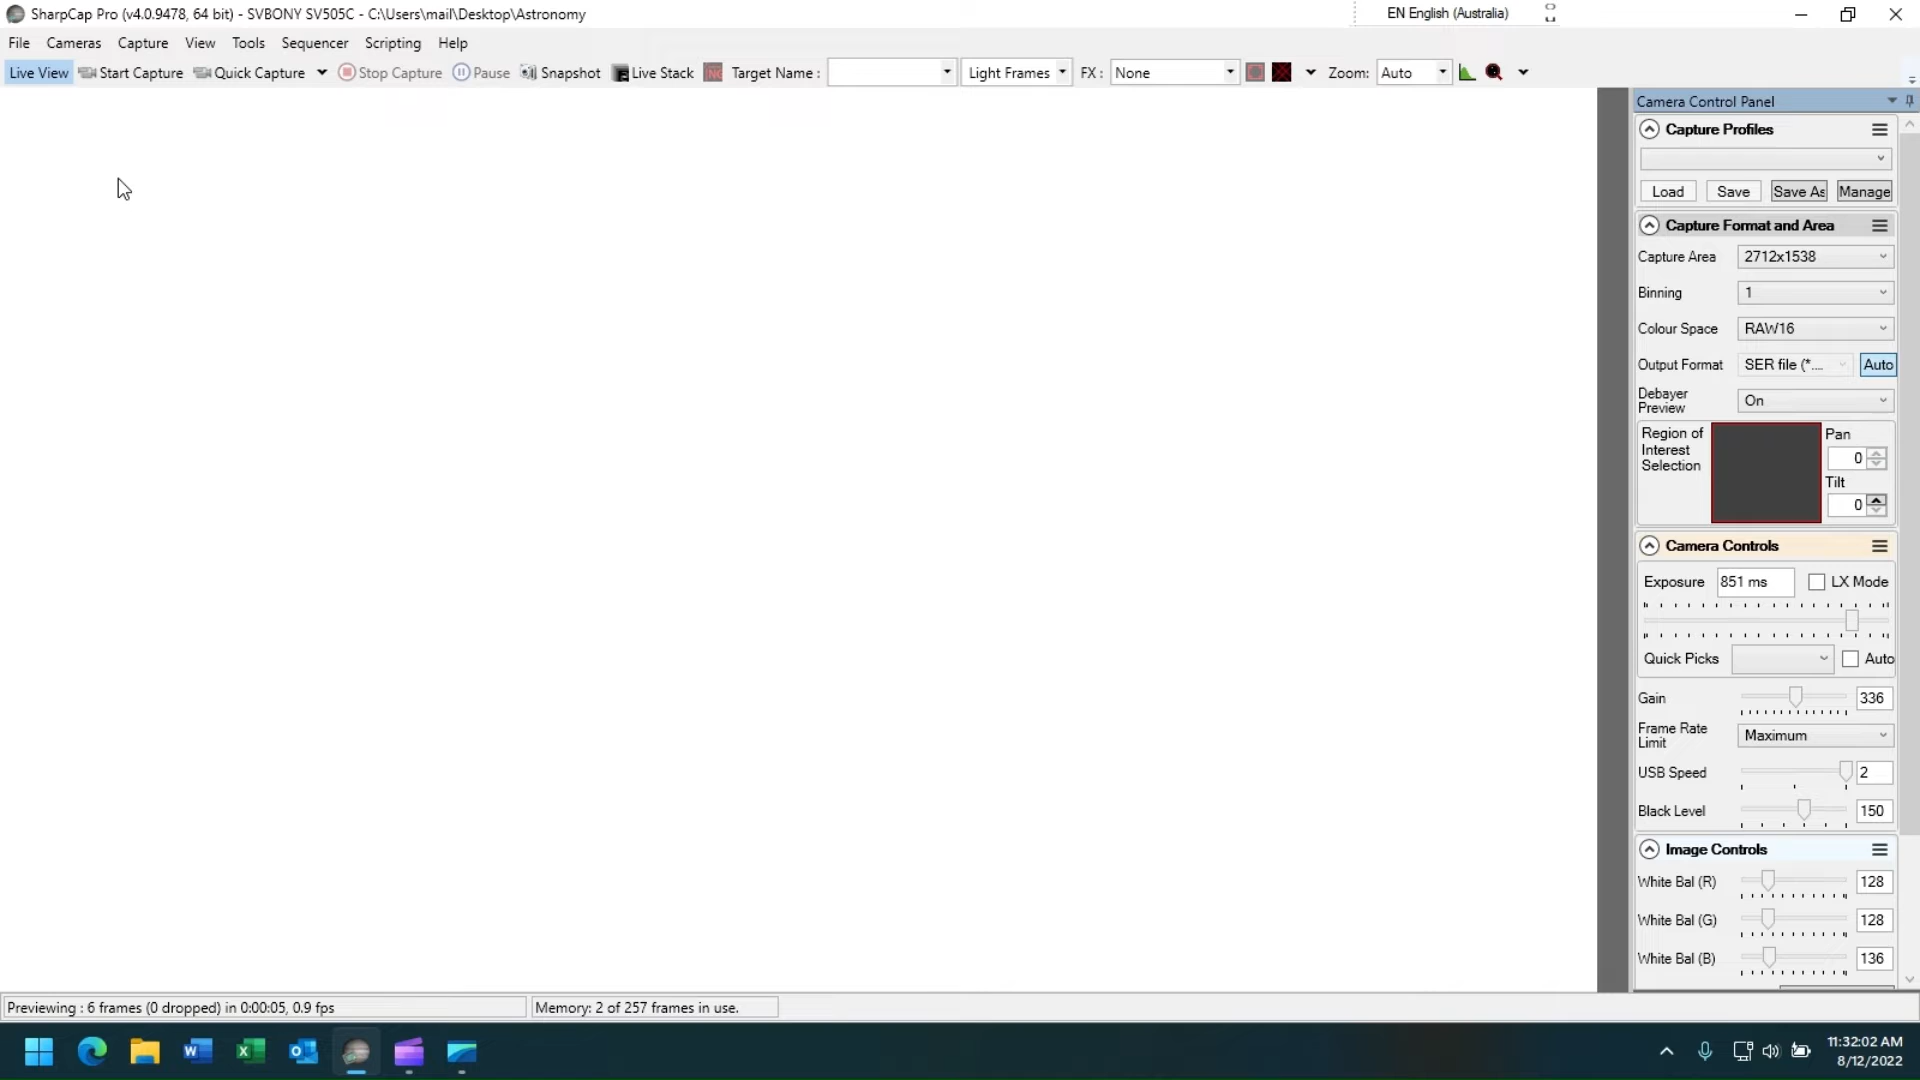 SharpCap Pro (v4.0.9478, 64 bit) - SVBONY SV505C - C:\Users\mail\Desktop\Astronomy
EN English (Australia)
File Cameras Capture View Tools Sequencer Scripting Help
Live View Start Capture Quick Capture Stop Capture Pause Snapshot Live Stack Target Name : Light Frames FX : None Zoom: Auto
Camera Control Panel
Capture Profiles
Load Save Save As Manage
Capture Format and Area
Capture Area 2712x1538
Binning 1
Colour Space RAW16
Output Format SER file (*.... Auto
Debayer
Preview
On
Region of
Interest
Selection
Pan
0
Tilt
0
Camera Controls
Exposure 851 ms LX Mode
Quick Picks Auto
Gain 336
Frame Rate
Limit
Maximum
USB Speed 2
Black Level 150
Image Controls
White Bal (R) 128
White Bal (G) 128
White Bal (B) 136
Previewing : 6 frames (0 dropped) in 0:00:05, 0.9 fps
Memory: 2 of 257 frames in use.
11:32:02 AM
8/12/2022